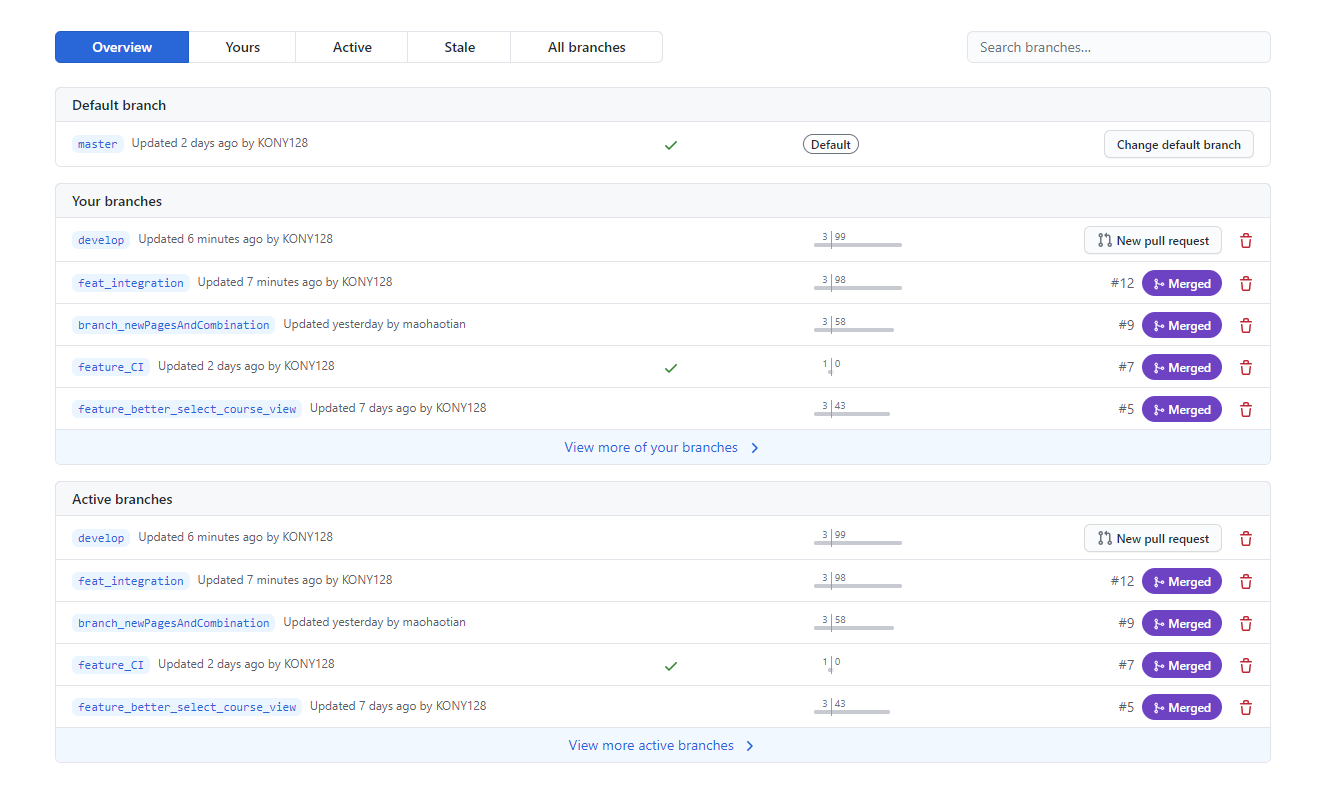 Overview Yours Active Stale All branches Search branches...
Default branch
master Updated 2 days ago by KONY128 Default Change default branch
Your branches
develop Updated 6 minutes ago by KONY128 3 99 New pull request
feat_integration Updated 7 minutes ago by KONY128 3 98 #12 Merged
branch_newPagesAndCombination Updated yesterday by maohaotian 3 58 #9 Merged
feature_CI Updated 2 days ago by KONY128 1 0 #7 Merged
feature_better_select_course_view Updated 7 days ago by KONY128 3 43 #5 Merged
View more of your branches
Active branches
develop Updated 6 minutes ago by KONY128 3 99 New pull request
feat_integration Updated 7 minutes ago by KONY128 3 98 #12 Merged
branch_newPagesAndCombination Updated yesterday by maohaotian 3 58 #9 Merged
feature_CI Updated 2 days ago by KONY128 1 0 #7 Merged
feature_better_select_course_view Updated 7 days ago by KONY128 3 43 #5 Merged
View more active branches